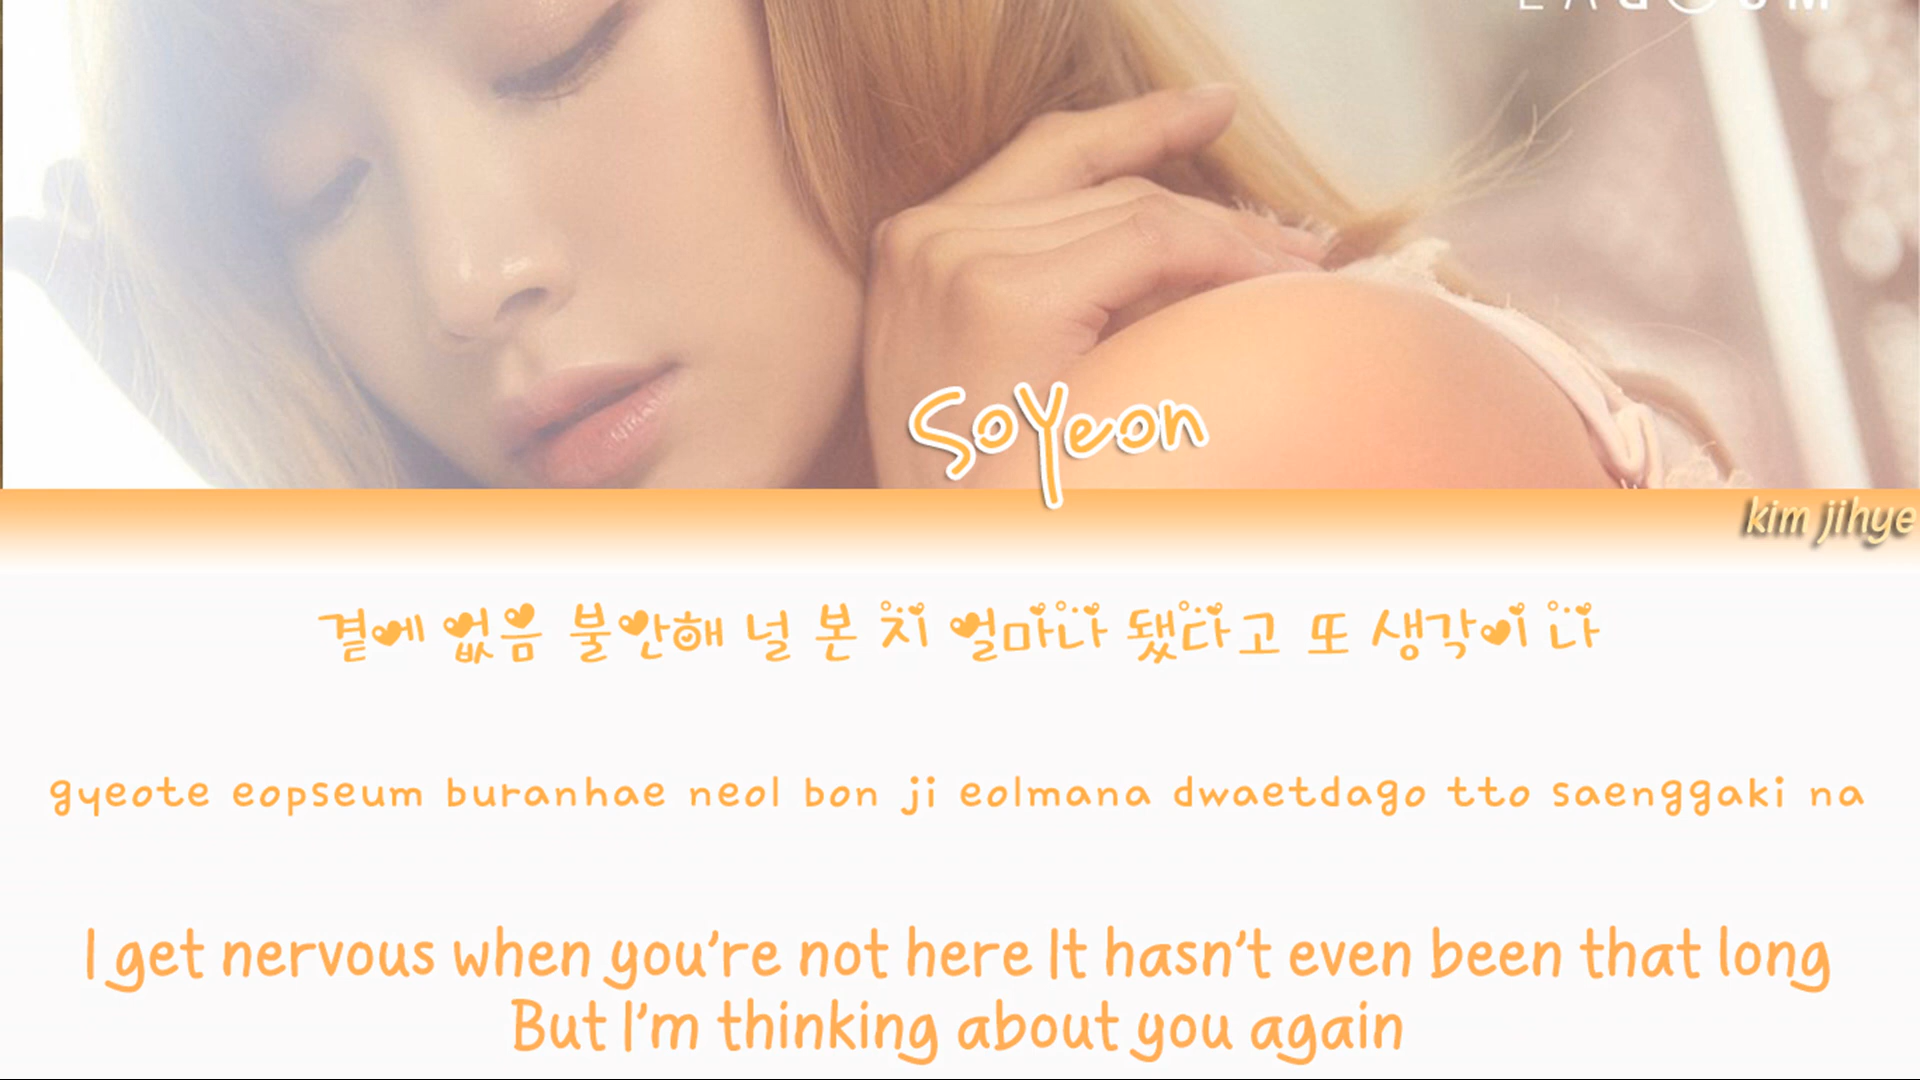 SoYeon
kim jihye
곁에 없음 불안해 널 본 지 얼마나 됐다고 또 생각이 나
gyeote eopseum buranhae neol bon ji eolmana dwaetdago tto saenggaki na
I get nervous when you're not here It hasn't even been that long
But I'm thinking about you again